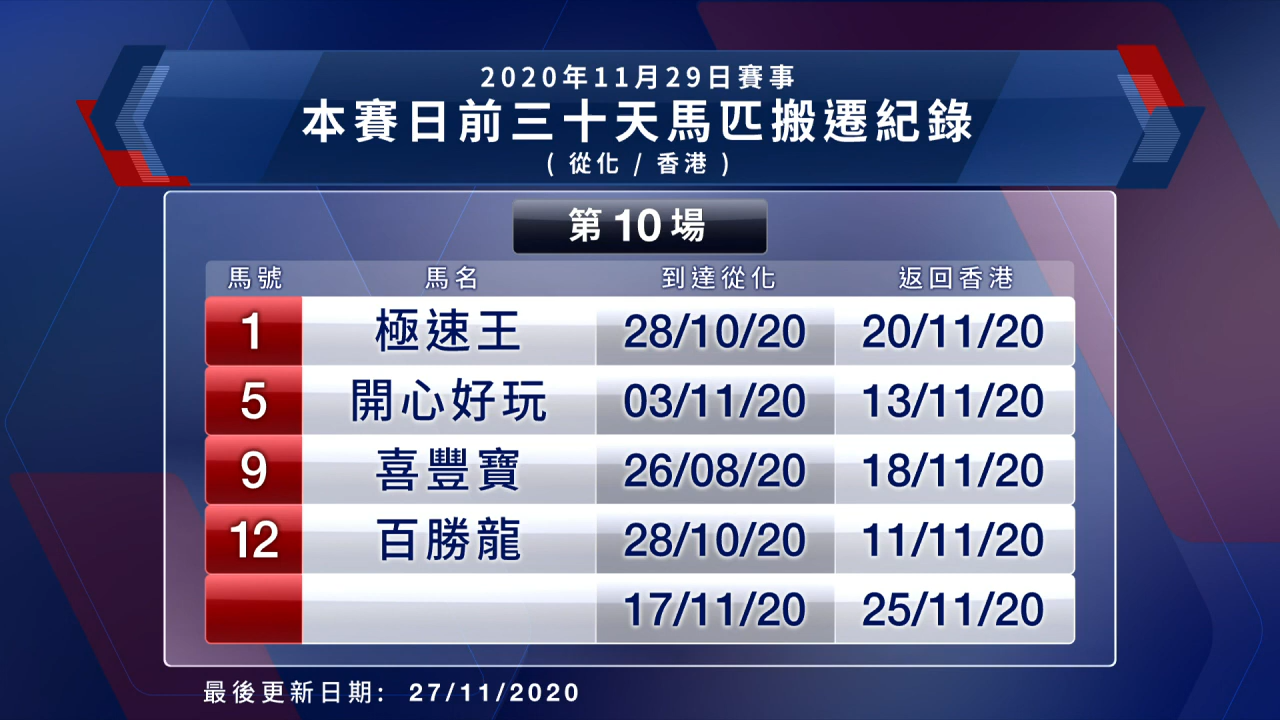 2020年11月29日賽事
本賽日前三十天馬匹搬遷紀錄
( 從化 / 香港 )
第10場
馬號 馬名 到達從化 返回香港
1 極速王 28/10/20 20/11/20
5 開心好玩 03/11/20 13/11/20
9 喜豐寶 26/08/20 18/11/20
12 百勝龍 28/10/20 11/11/20
17/11/20 25/11/20
最後更新日期: 27/11/2020